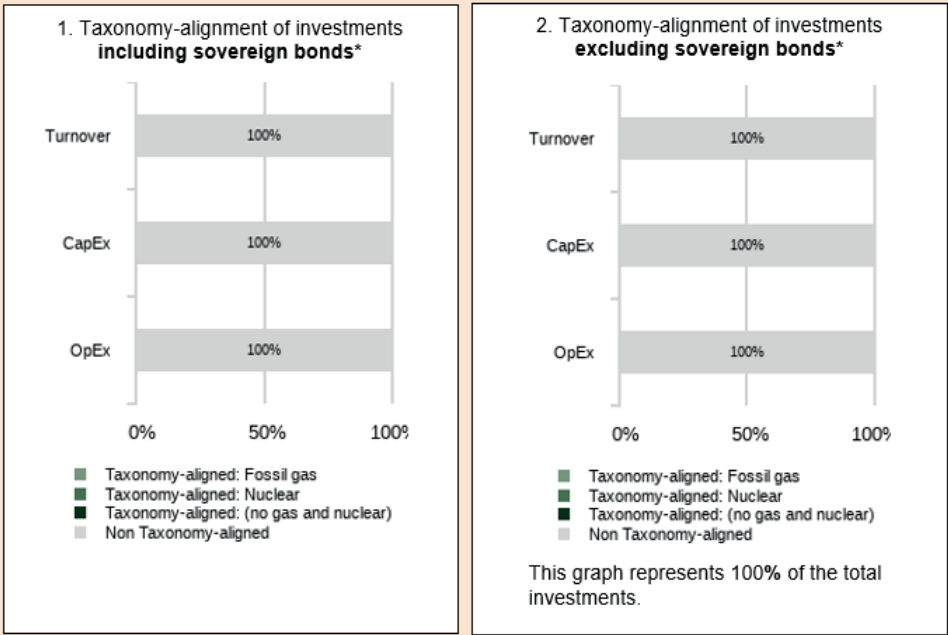 1. Taxonomy-alignment of investments
including sovereign bonds*
Turnover
100%
CapEx
100%
OpEx
100%
0% 50% 100%
Taxonomy-aligned: Fossil gas
Taxonomy-aligned: Nuclear
Taxonomy-aligned: (no gas and nuclear)
Non Taxonomy-aligned
2. Taxonomy-alignment of investments
excluding sovereign bonds*
Turnover
100%
CapEx
100%
OpEx
100%
0% 50% 100%
Taxonomy-aligned: Fossil gas
Taxonomy-aligned: Nuclear
Taxonomy-aligned: (no gas and nuclear)
Non Taxonomy-aligned
This graph represents 100% of the total
investments.